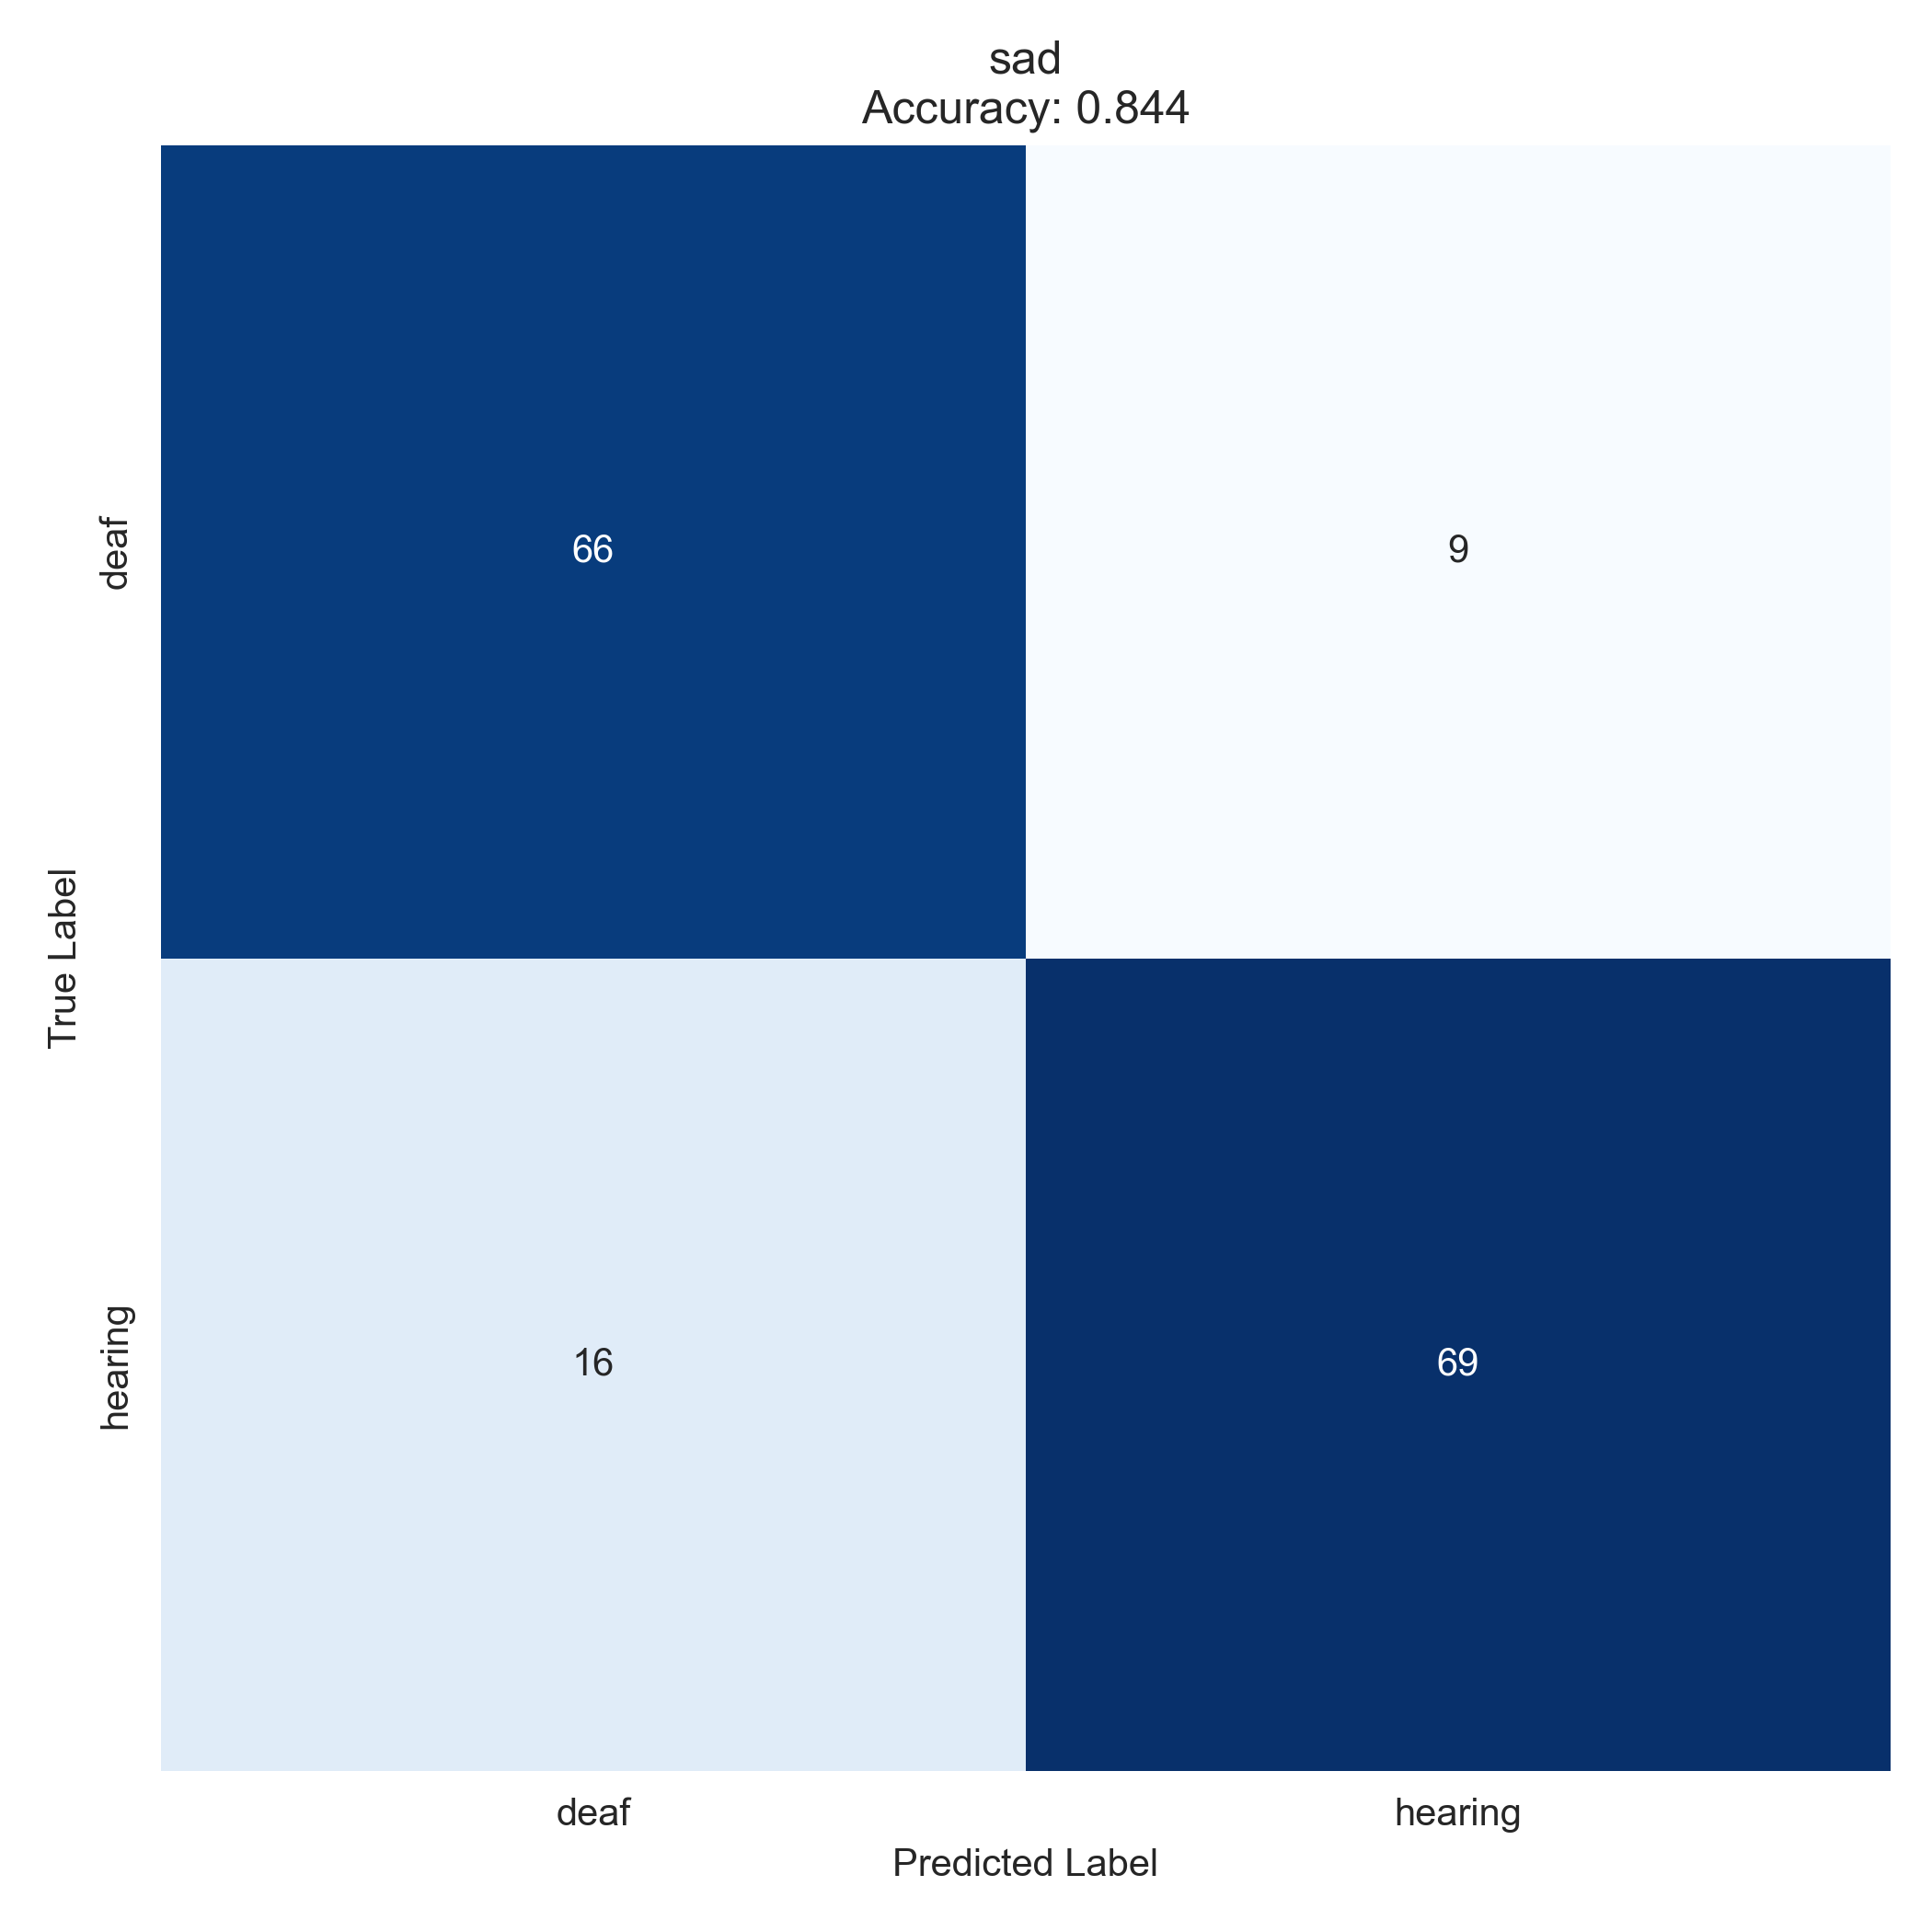 sad
Accuracy: 0.844
True Label
deaf
66
9
hearing
16
69
deaf
hearing
Predicted Label